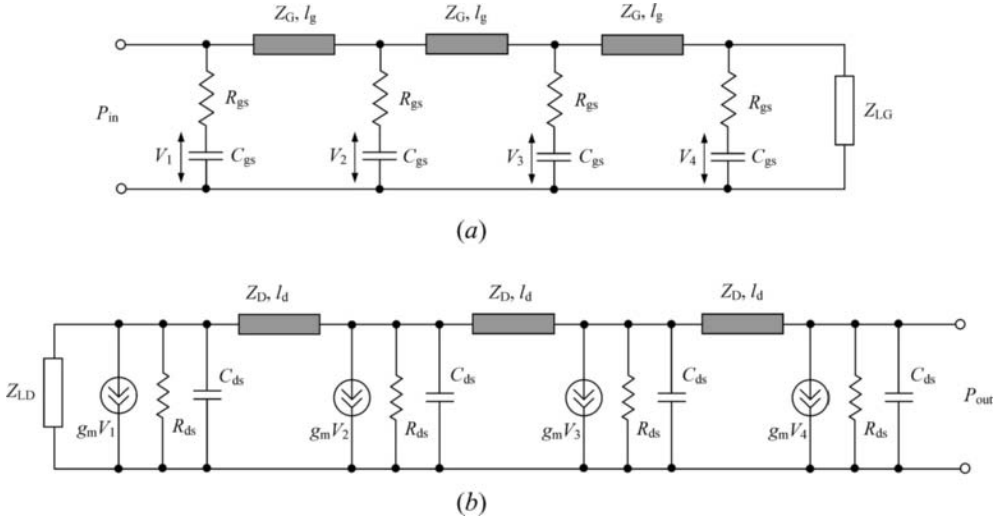 Z_G, l_g Z_G, l_g Z_G, l_g
R_gs R_gs R_gs R_gs
P_in Z_LG
V_1 C_gs V_2 C_gs V_3 C_gs V_4 C_gs
(a)
Z_D, l_d Z_D, l_d Z_D, l_d
C_ds C_ds C_ds C_ds
Z_LD P_out
g_mV_1 R_ds g_mV_2 R_ds g_mV_3 R_ds g_mV_4 R_ds
(b)